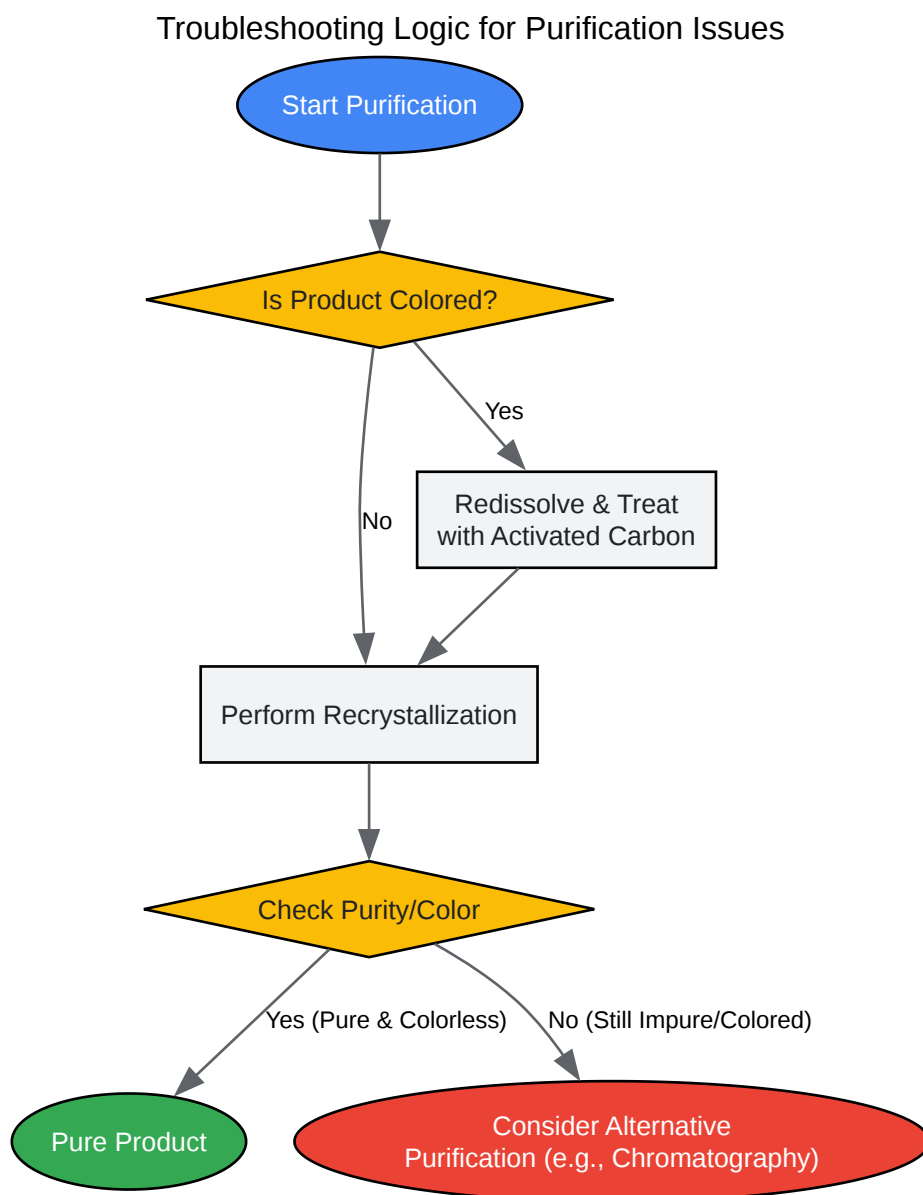 Troubleshooting Logic for Purification Issues
Start Purification
Is Product Colored?
Yes
Redissolve & Treat
with Activated Carbon
No
Perform Recrystallization
Check Purity/Color
Yes (Pure & Colorless)
No (Still Impure/Colored)
Pure Product
Consider Alternative
Purification (e.g., Chromatography)